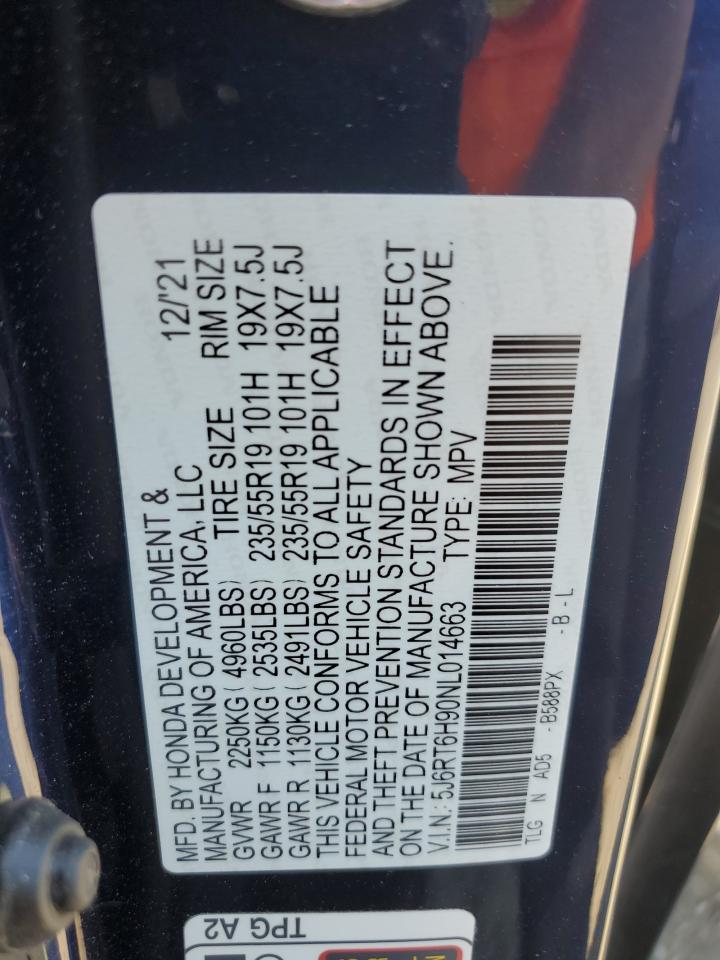 MFD. BY HONDA DEVELOPMENT &
MANUFACTURING OF AMERICA, LLC 12/'21
TIRE SIZE RIM SIZE
GVWR 2250KG ( 4960LBS)
GAWR F 1150KG ( 2535LBS) 235/55R19 101H 19X7.5J
GAWR R 1130KG ( 2491LBS) 235/55R19 101H 19X7.5J
THIS VEHICLE CONFORMS TO ALL APPLICABLE
FEDERAL MOTOR VEHICLE SAFETY
AND THEFT PREVENTION STANDARDS IN EFFECT
ON THE DATE OF MANUFACTURE SHOWN ABOVE.
V.I.N.: 5J6RT6H90NL014663 TYPE: MPV
TLG N AD5 -B588PX -B-L
TPG A2